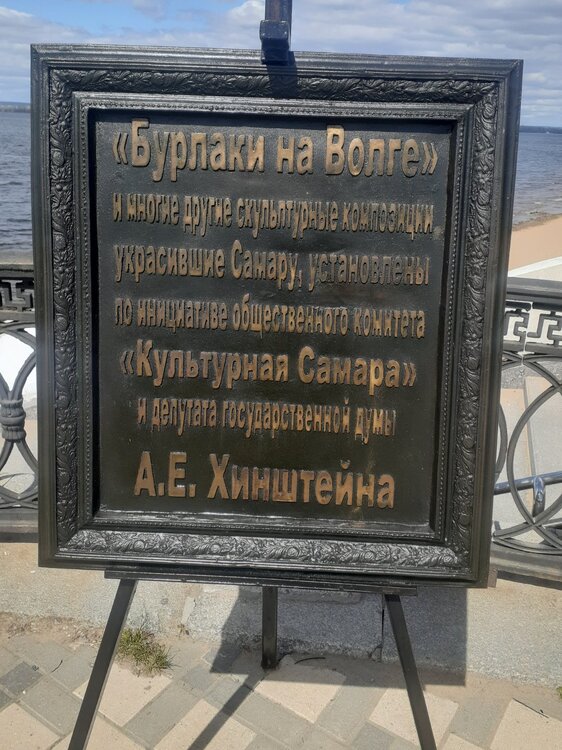 «Бурлаки на Волге»
и многие другие скульптурные композиции
украсившие Самару, установлены
по инициативе общественного комитета
«Культурная Самара»
и депутата государственной думы
А.Е. Хинштейна